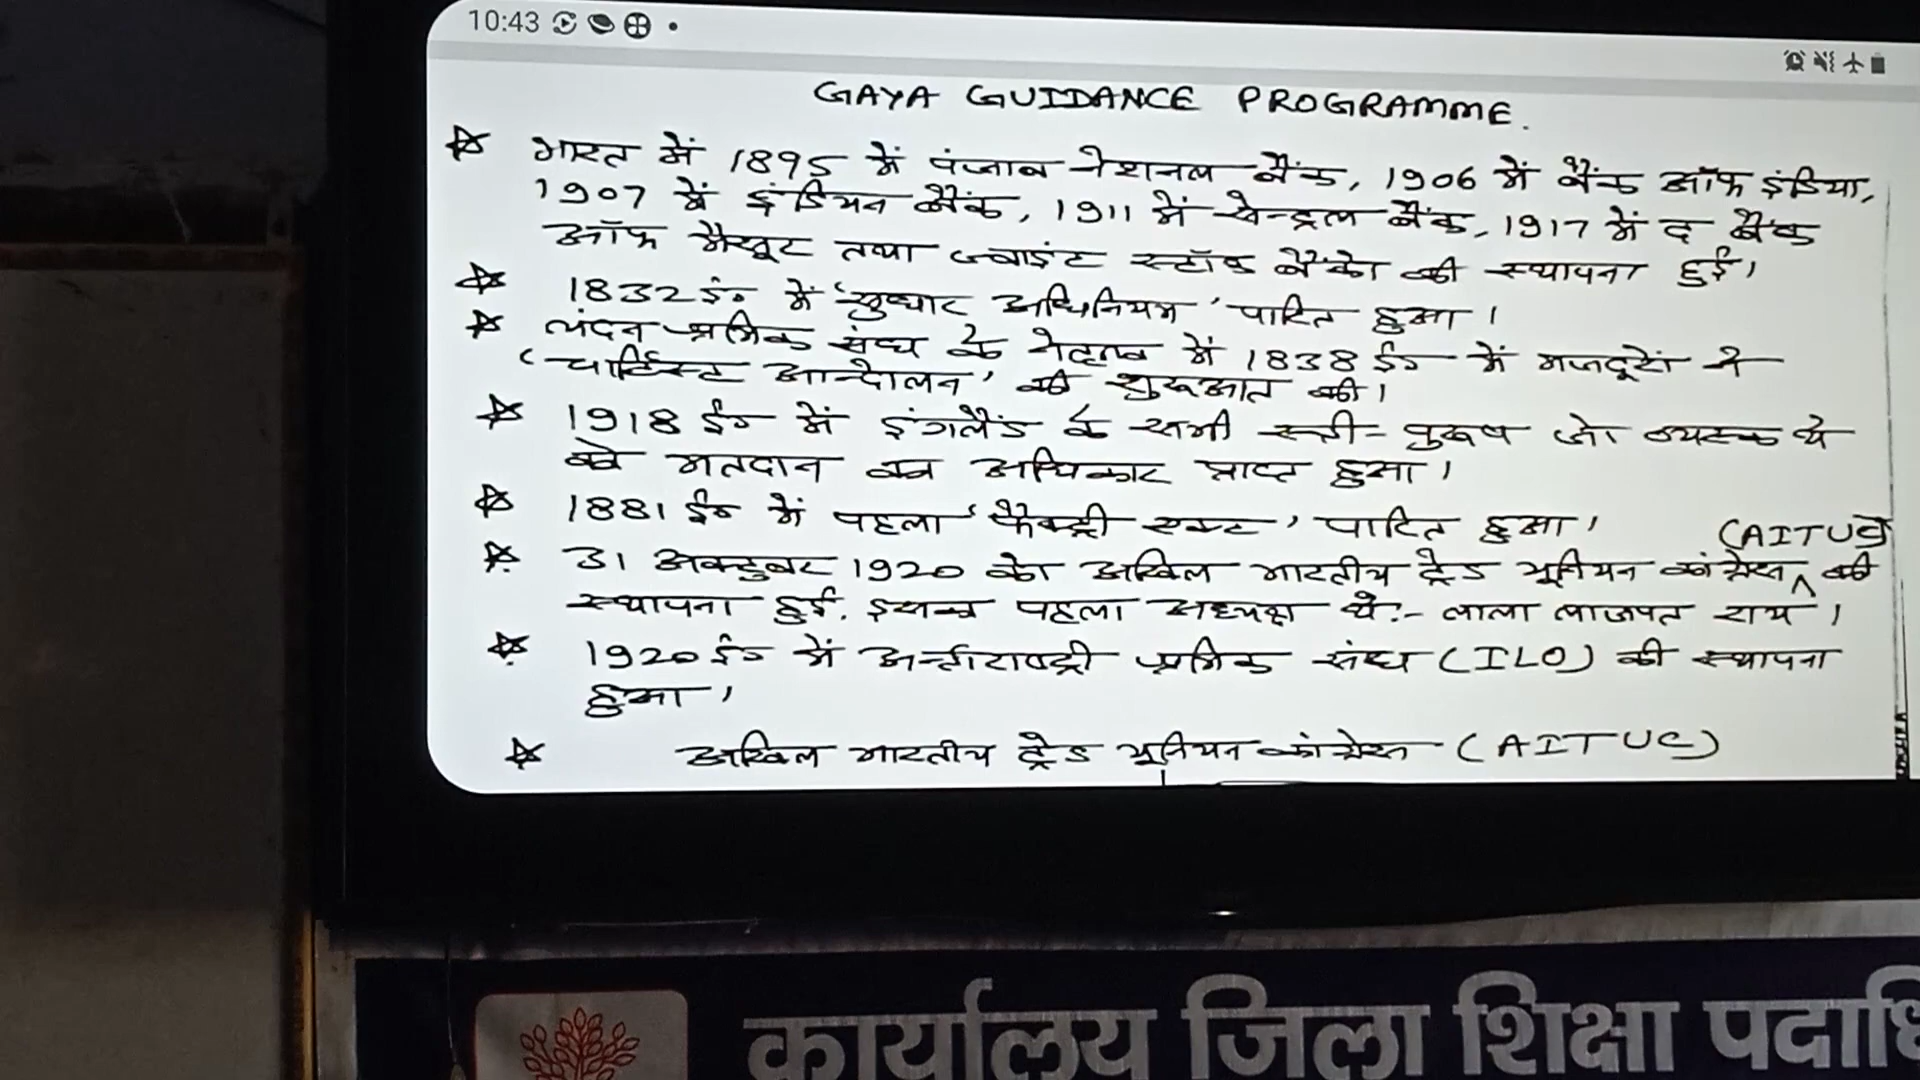 10:43
GAYA GUIDANCE PROGRAMME.
भारत में 1895 में पंजाब नेशनल बैंक, 1906 में बैंक ऑफ इंडिया,
1907 में इंडियन बैंक, 1911 में सेन्ट्रल बैंक, 1917 में द बैंक
ऑफ मैसूर तथा ज्वाइंट स्टॉक बैंको की स्थापना हुई।
1832 ई० में 'सुधार अधिनियम' पारित हुआ।
लंदन श्रमिक संघ के नेतृत्व में 1838 ई० में मजदूरों ने
'चार्टिस्ट आन्दोलन' की शुरूआत की।
1918 ई० में इंगलैंड के सभी स्त्री-पुरूष जो व्यस्क थे
को मतदान का अधिकार प्राप्त हुआ।
1881 ई० में पहला 'फैक्ट्री एक्ट' पारित हुआ।
(AITUC)
31 अक्टुबर 1920 को अखिल भारतीय ट्रेड यूनियन कांग्रेस की
स्थापना हुई. इसका पहला अध्यक्ष थे:- लाला लाजपत राय।
1920 ई० में अर्न्तराष्ट्री श्रमिक संघ (ILO) की स्थापना
हुआ।
अखिल भारतीय ट्रेड यूनियन कांग्रेस (AITUC)
कार्यालय जिला शिक्षा पदाधि